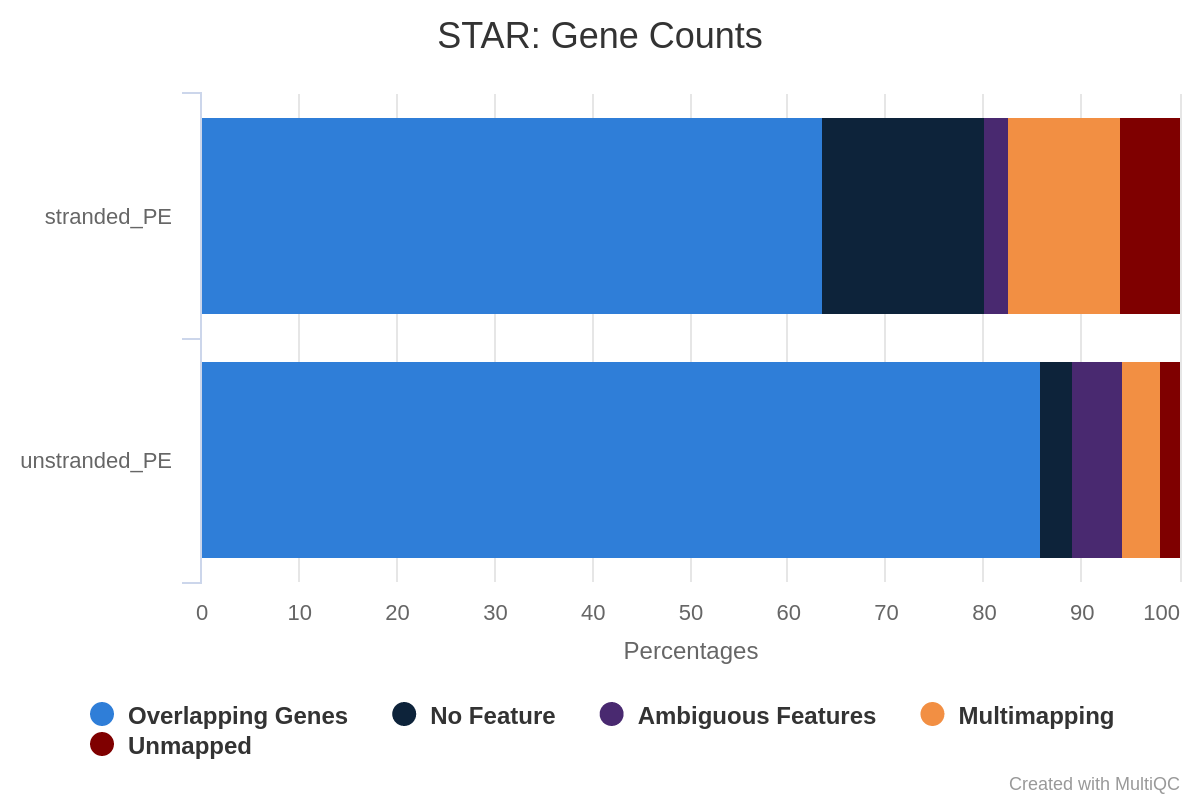 STAR: Gene Counts
stranded_PE
unstranded_PE
0 10 20 30 40 50 60 70 80 90 100
Percentages
Overlapping Genes No Feature Ambiguous Features Multimapping
Unmapped
Created with MultiQC